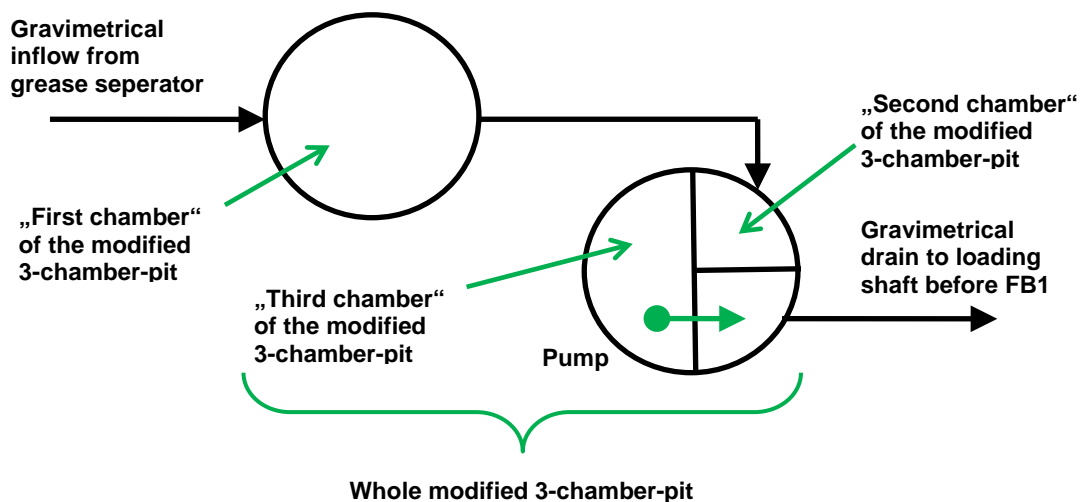 Gravimetrical
inflow from
grease seperator
„First chamber“
of the modified
3-chamber-pit
„Second chamber“
of the modified
3-chamber-pit
„Third chamber“
of the modified
3-chamber-pit
Gravimetrical
drain to loading
shaft before FB1
Pump
Whole modified 3-chamber-pit